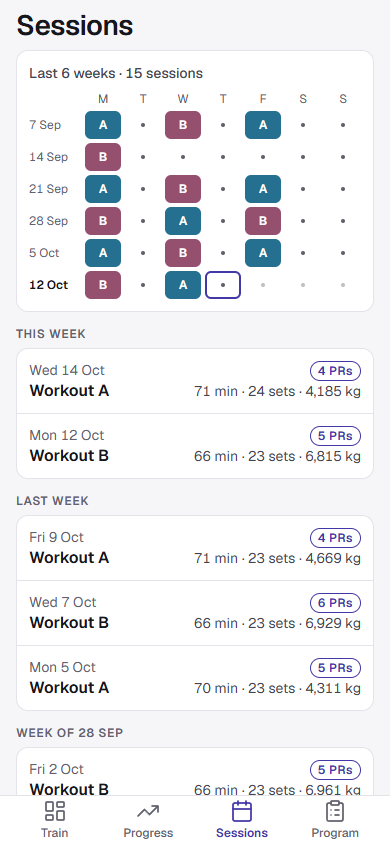 Sessions
Last 6 weeks · 15 sessions
M T W T F S S
7 Sep A B A
14 Sep B
21 Sep A B A
28 Sep B A B
5 Oct A B A
12 Oct B A
THIS WEEK
Wed 14 Oct 4 PRs
Workout A 71 min · 24 sets · 4,185 kg
Mon 12 Oct 5 PRs
Workout B 66 min · 23 sets · 6,815 kg
LAST WEEK
Fri 9 Oct 4 PRs
Workout A 71 min · 23 sets · 4,669 kg
Wed 7 Oct 6 PRs
Workout B 66 min · 23 sets · 6,929 kg
Mon 5 Oct 5 PRs
Workout A 70 min · 23 sets · 4,311 kg
WEEK OF 28 SEP
Fri 2 Oct 5 PRs
Workout B 66 min · 23 sets · 6,961 kg
Train Progress Sessions Program